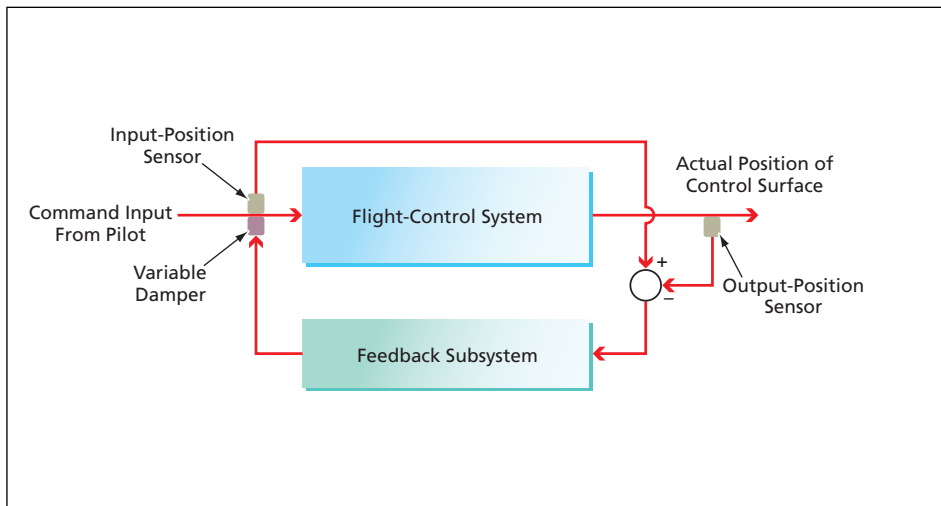 Input-Position
Sensor
Command Input
From Pilot
Variable
Damper
Flight-Control System
Actual Position of
Control Surface
+
−
Output-Position
Sensor
Feedback Subsystem